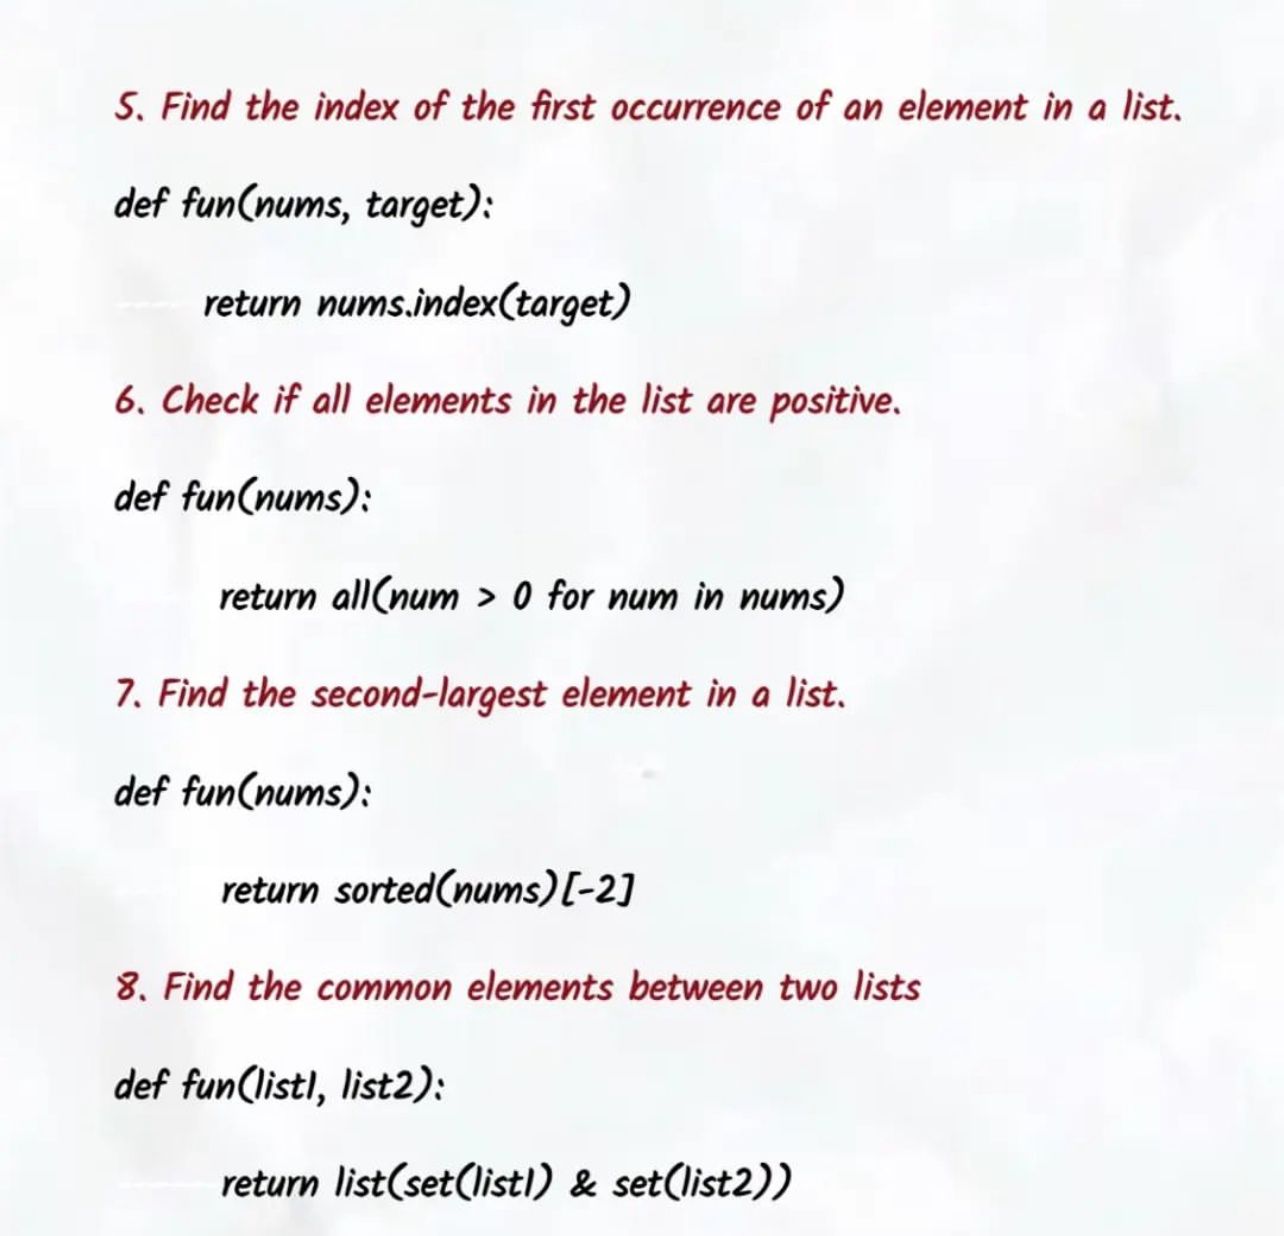 5. Find the index of the first occurrence of an element in a list.
def fun(nums, target):
return nums.index(target)
6. Check if all elements in the list are positive.
def fun(nums):
return all(num > 0 for num in nums)
7. Find the second-largest element in a list.
def fun(nums):
return sorted(nums)[-2]
8. Find the common elements between two lists
def fun(list1, list2):
return list(set(list1) & set(list2))